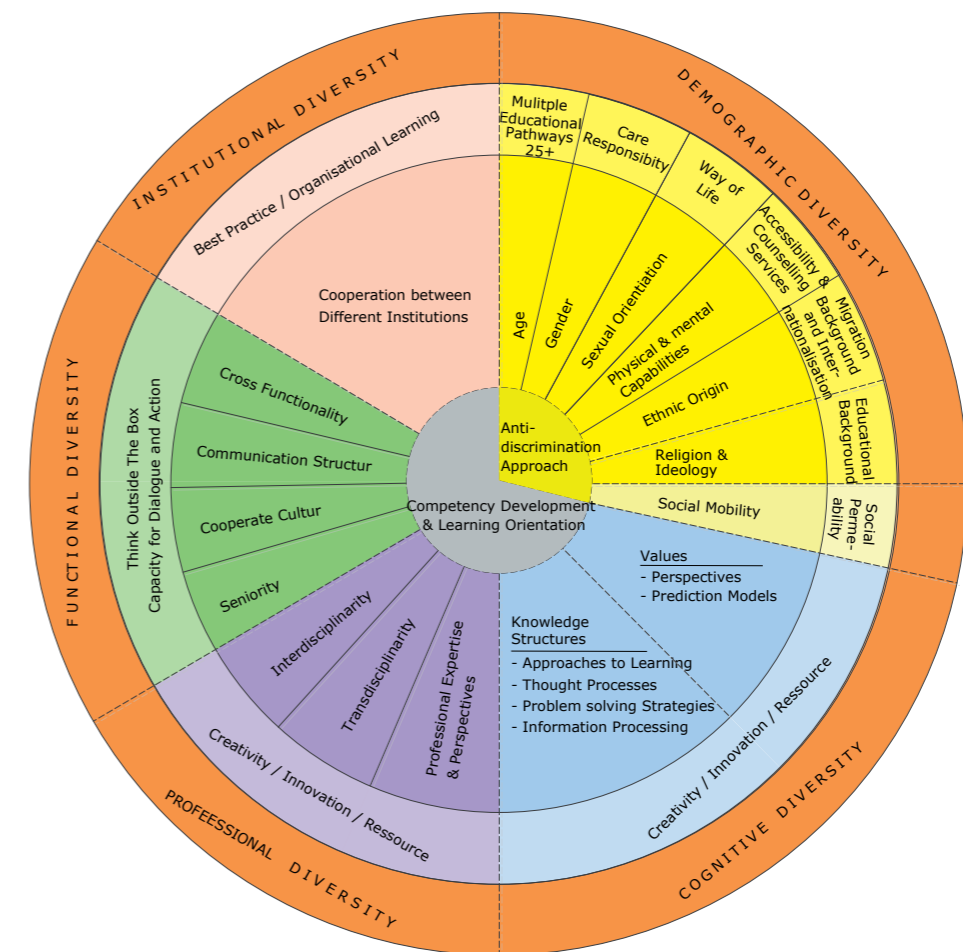 INSTITUTIONAL DIVERSITY
DEMOGRAPHIC DIVERSITY
FUNCTIONAL DIVERSITY
PROFEESSIONAL DIVERSITY
COGNITIVE DIVERSITY
Best Practice / Organisational Learning
Cooperation between
Different Institutions
Mulitple
Educational
Pathways
25+
Care
Responsibity
Way of
Life
Accessibility &
Counselling
Services
Migration
Background
and Inter-
nationalisation
Educational
Background
Social
Perme-
ability
Age
Gender
Sexual Orientiation
Physical & mental
Capabilities
Ethnic Origin
Religion &
Ideology
Social Mobility
Anti-
discrimination
Approach
Competency Development
& Learning Orientation
Think Outside The Box
Capacity for Dialogue and Action
Cross Functionality
Communication Structur
Cooperate Cultur
Seniority
Interdisciplinarity
Transdisciplinarity
Professional Expertise
& Perspectives
Creativity / Innovation / Ressource
Values
- Perspectives
- Prediction Models
Knowledge
Structures
- Approaches to Learning
- Thought Processes
- Problem solving Strategies
- Information Processing
Creativity / Innovation / Ressource